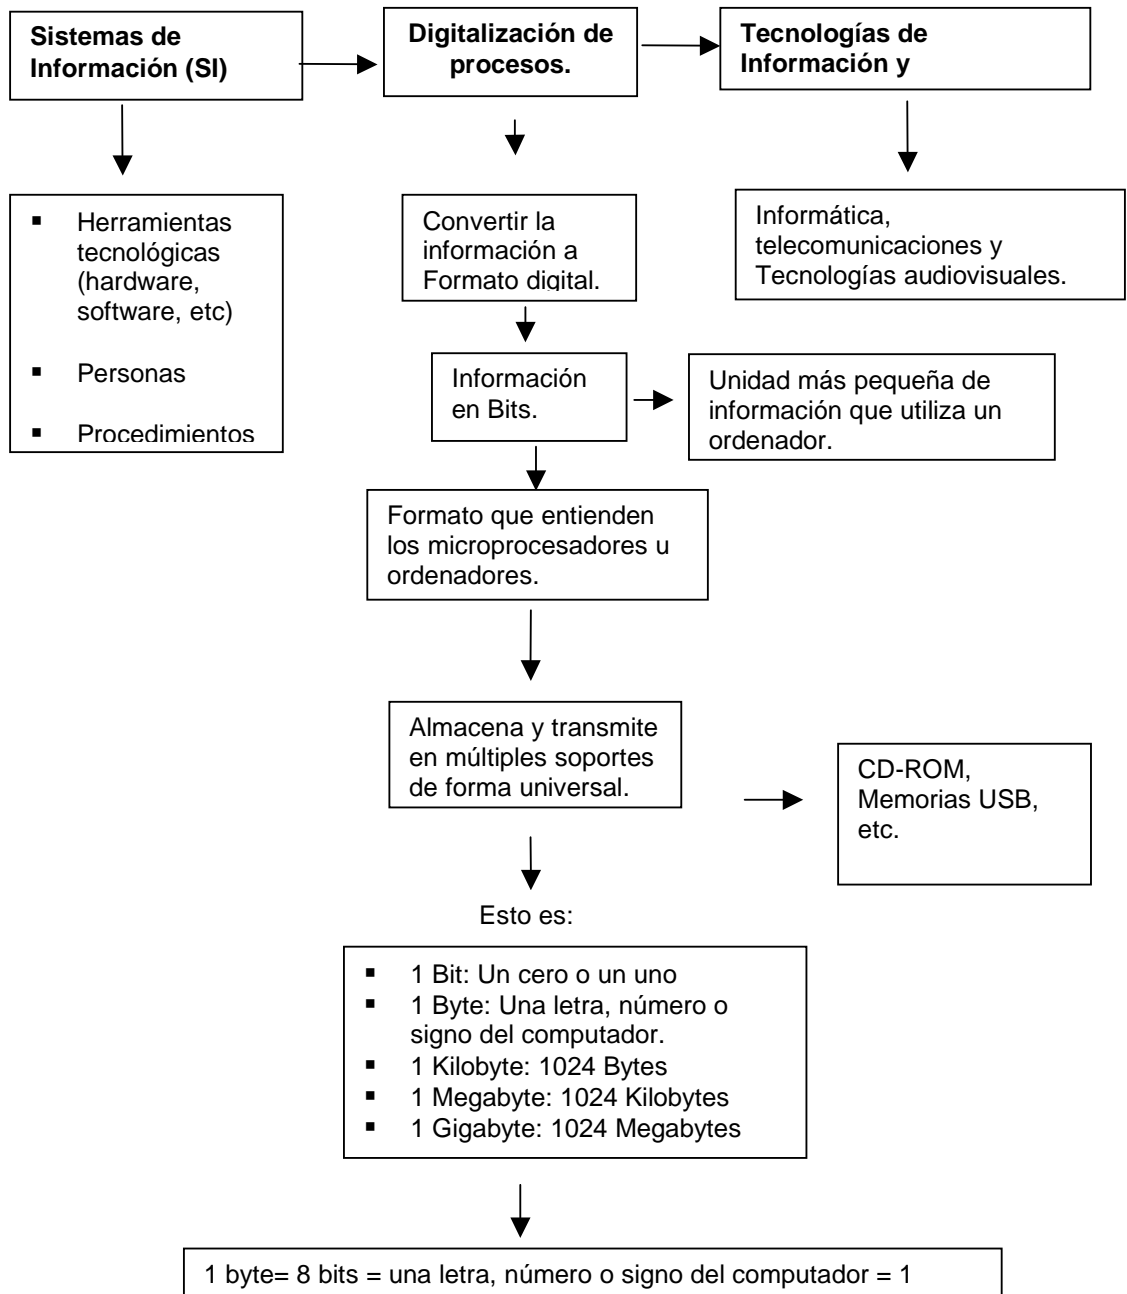 Sistemas de
Información (SI)
Digitalización de
procesos.
Tecnologías de
Información y
▪ Herramientas
tecnológicas
(hardware,
software, etc)
▪ Personas
▪ Procedimientos
Convertir la
información a
Formato digital.
Informática,
telecomunicaciones y
Tecnologías audiovisuales.
Información
en Bits.
Unidad más pequeña de
información que utiliza un
ordenador.
Formato que entienden
los microprocesadores u
ordenadores.
Almacena y transmite
en múltiples soportes
de forma universal.
CD-ROM,
Memorias USB,
etc.
Esto es:
▪ 1 Bit: Un cero o un uno
▪ 1 Byte: Una letra, número o
signo del computador.
▪ 1 Kilobyte: 1024 Bytes
▪ 1 Megabyte: 1024 Kilobytes
▪ 1 Gigabyte: 1024 Megabytes
1 byte= 8 bits = una letra, número o signo del computador = 1